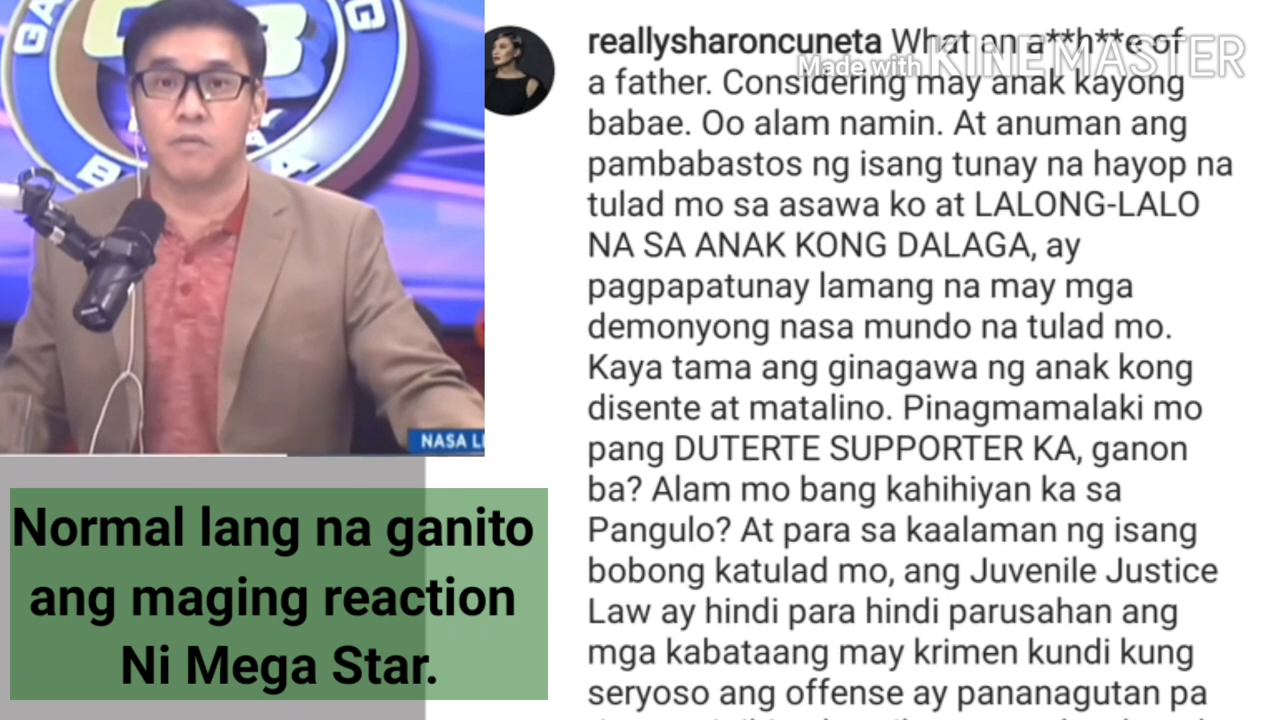 GA
G
GB
B
A
NASA LI
Normal lang na ganito
ang maging reaction
Ni Mega Star.
reallysharoncuneta What an a**h**e of
Made with KINEMASTER
a father. Considering may anak kayong
babae. Oo alam namin. At anuman ang
pambabastos ng isang tunay na hayop na
tulad mo sa asawa ko at LALONG-LALO
NA SA ANAK KONG DALAGA, ay
pagpapatunay lamang na may mga
demonyong nasa mundo na tulad mo.
Kaya tama ang ginagawa ng anak kong
disente at matalino. Pinagmamalaki mo
pang DUTERTE SUPPORTER KA, ganon
ba? Alam mo bang kahihiyan ka sa
Pangulo? At para sa kaalaman ng isang
bobong katulad mo, ang Juvenile Justice
Law ay hindi para hindi parusahan ang
mga kabataang may krimen kundi kung
seryoso ang offense ay pananagutan pa